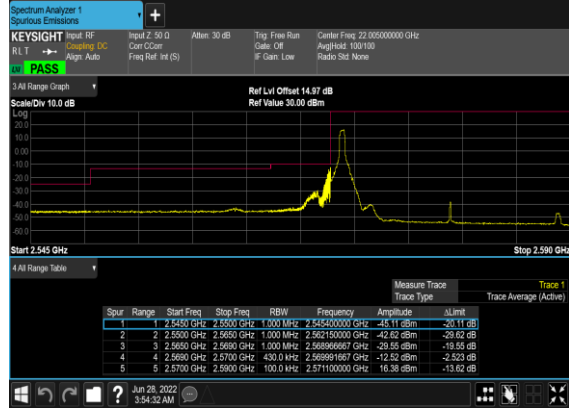 Spectrum Analyzer 1
Spurious Emissions
KEYSIGHT Input: RF Input Z: 50 Ω Atten: 30 dB Trig: Free Run Center Freq: 22.005000000 GHz
RLT Coupling: DC Corr CCorr Gate: Off Avg|Hold: 100/100
Align: Auto Freq Ref: Int (S) IF Gain: Low Radio Std: None
PASS
3 All Range Graph
Ref Lvl Offset 14.97 dB
Scale/Div 10.0 dB Ref Value 30.00 dBm
Log
20.0
10.0
0.00
-10.0
-20.0
-30.0
-40.0
-50.0
-60.0
Start 2.545 GHz Stop 2.590 GHz
4 All Range Table
Measure Trace Trace 1
Trace Type Trace Average (Active)
Spur Range Start Freq Stop Freq RBW Frequency Amplitude ΔLimit
1 1 2.5450 GHz 2.5500 GHz 1.000 MHz 2.545400000 GHz -45.11 dBm -20.11 dB
2 2 2.5500 GHz 2.5650 GHz 1.000 MHz 2.562150000 GHz -42.62 dBm -29.62 dB
3 3 2.5650 GHz 2.5690 GHz 1.000 MHz 2.568966667 GHz -29.55 dBm -19.55 dB
4 4 2.5690 GHz 2.5700 GHz 430.0 kHz 2.569991667 GHz -12.52 dBm -2.523 dB
5 5 2.5700 GHz 2.5900 GHz 100.0 kHz 2.571100000 GHz 16.38 dBm -13.62 dB
Jun 28, 2022
3:54:32 AM